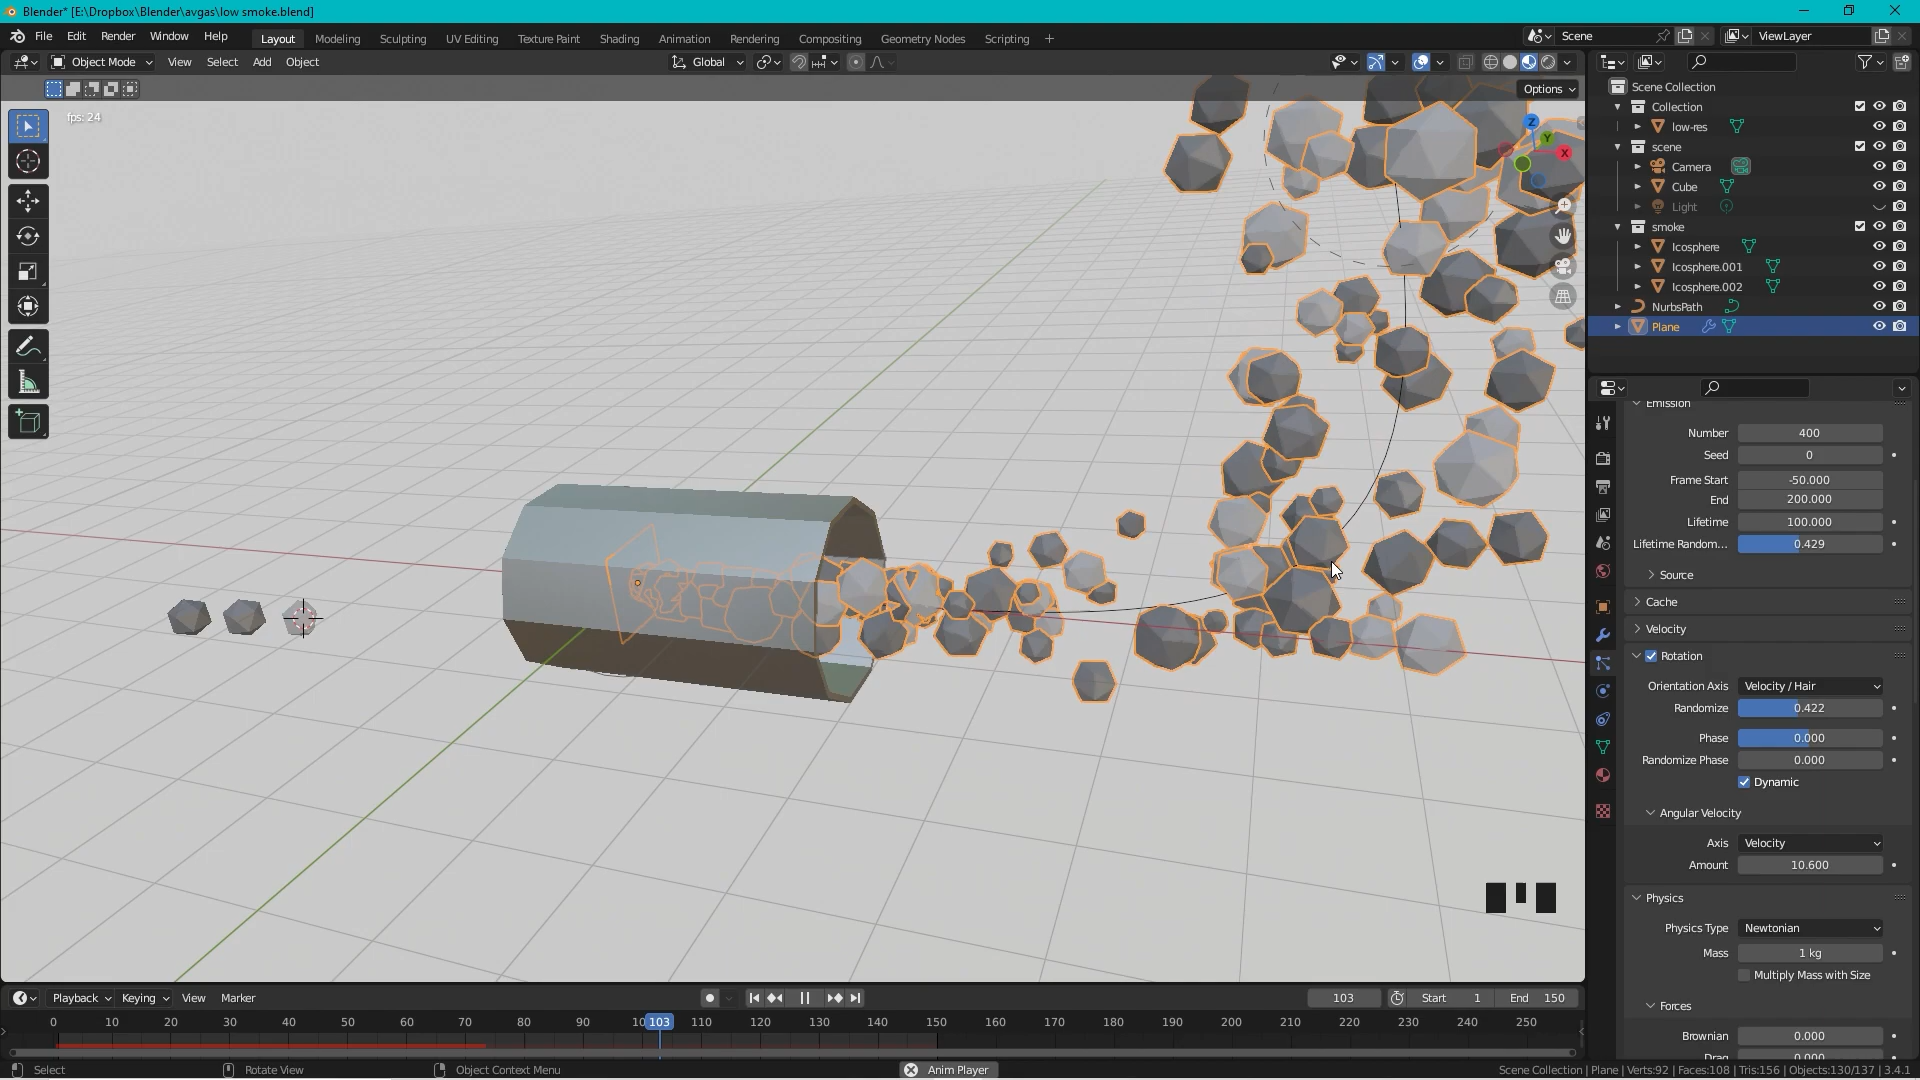 Blender* [E:\Dropbox\Blender\avgas\low smoke.blend]
File Edit Render Window Help Layout Modeling Sculpting UV Editing Texture Paint Shading Animation Rendering Compositing Geometry Nodes Scripting + Scene ViewLayer
Object Mode View Select Add Object Global
Options
fps: 24
Z
Y
X
Scene Collection
Collection
low-res
scene
Camera
Cube
Light
smoke
Icosphere
Icosphere.001
Icosphere.002
NurbsPath
Plane
Emission
Number 400
Seed 0
Frame Start -50.000
End 200.000
Lifetime 100.000
Lifetime Random... 0.429
Source
Cache
Velocity
Rotation
Orientation Axis Velocity / Hair
Randomize 0.422
Phase 0.000
Randomize Phase 0.000
Dynamic
Angular Velocity
Axis Velocity
Amount 10.600
Physics
Physics Type Newtonian
Mass 1 kg
Multiply Mass with Size
Forces
Brownian 0.000
Drag 0.000
Playback Keying View Marker 103 Start 1 End 150
0 10 20 30 40 50 60 70 80 90 10 103 110 120 130 140 150 160 170 180 190 200 210 220 230 240 250
Select Rotate View Object Context Menu Anim Player Scene Collection | Plane | Verts:92 | Faces:108 | Tris:156 | Objects:130/137 | 3.4.1